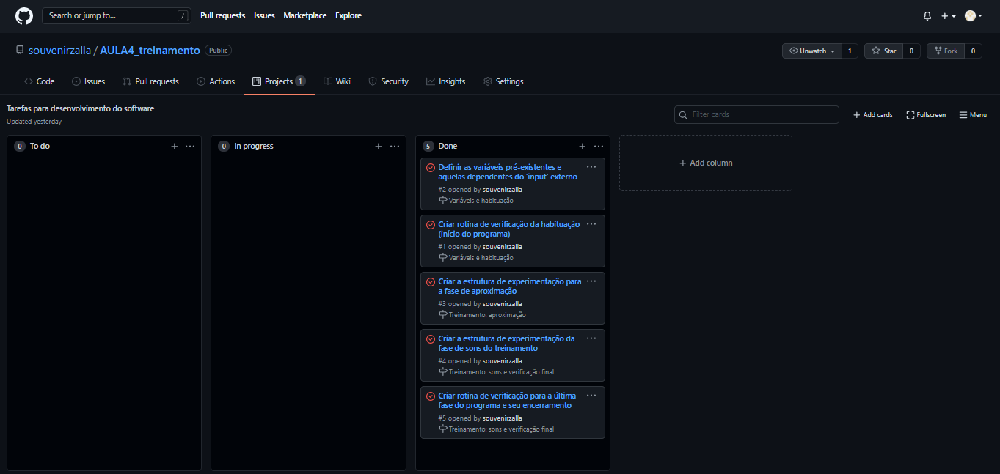 Search or jump to... /
Pull requests Issues Marketplace Explore
souvenirzalla / AULA4_treinamento Public
Unwatch 1 Star 0 Fork 0
Code Issues Pull requests Actions Projects 1 Wiki Security Insights Settings
Tarefas para desenvolvimento do software
Updated yesterday
Filter cards
Add cards Fullscreen Menu
0 To do
0 In progress
5 Done
Definir as variáveis pré-existentes e
aquelas dependentes do 'input' externo
#2 opened by souvenirzalla
Variáveis e habituação
Criar rotina de verificação da habituação
(início do programa)
#1 opened by souvenirzalla
Variáveis e habituação
Criar a estrutura de experimentação para
a fase de aproximação
#3 opened by souvenirzalla
Treinamento: aproximação
Criar a estrutura de experimentação da
fase de sons do treinamento
#4 opened by souvenirzalla
Treinamento: sons e verificação final
Criar rotina de verificação para a última
fase do programa e seu encerramento
#5 opened by souvenirzalla
Treinamento: sons e verificação final
Add column